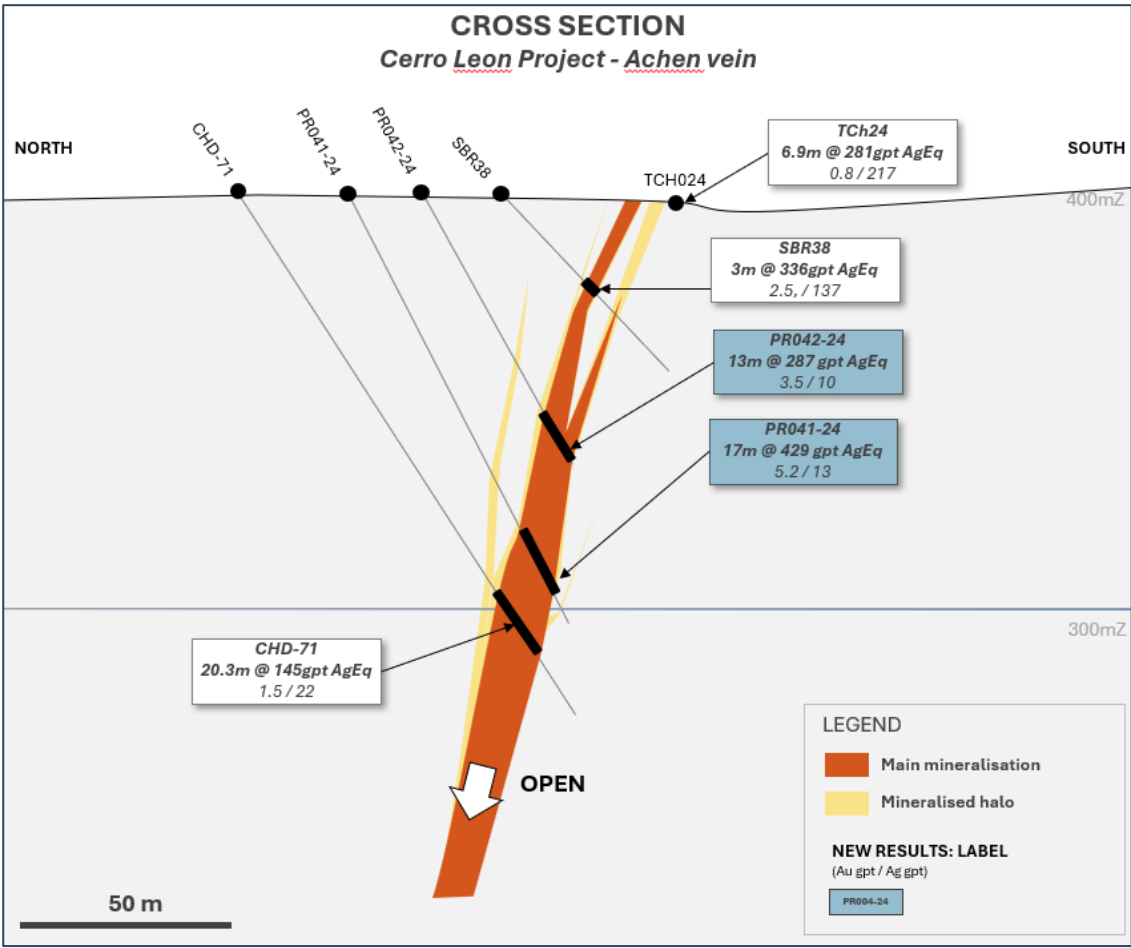 CROSS SECTION
Cerro Leon Project - Achen vein
NORTH
SOUTH
CHD-71
PR041-24
PR042-24
SBR38
TCH024
TCh24
6.9m @ 281gpt AgEq
0.8 / 217
400mZ
SBR38
3m @ 336gpt AgEq
2.5, / 137
PR042-24
13m @ 287 gpt AgEq
3.5 / 10
PR041-24
17m @ 429 gpt AgEq
5.2 / 13
300mZ
CHD-71
20.3m @ 145gpt AgEq
1.5 / 22
OPEN
LEGEND
Main mineralisation
Mineralised halo
NEW RESULTS: LABEL
(Au gpt / Ag gpt)
PR004-24
50 m